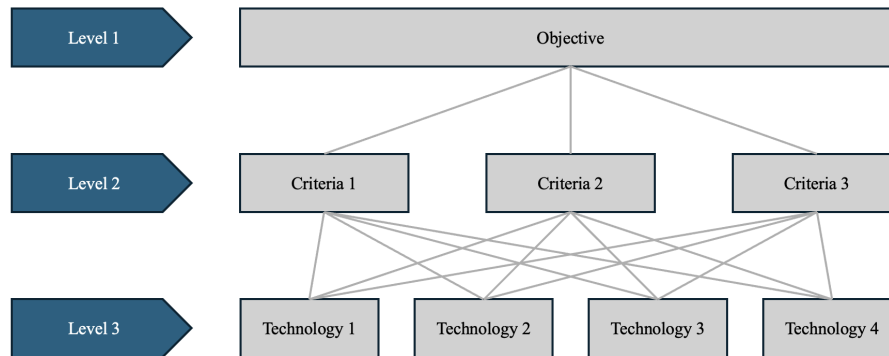 Level 1
Objective
Level 2
Criteria 1
Criteria 2
Criteria 3
Level 3
Technology 1
Technology 2
Technology 3
Technology 4